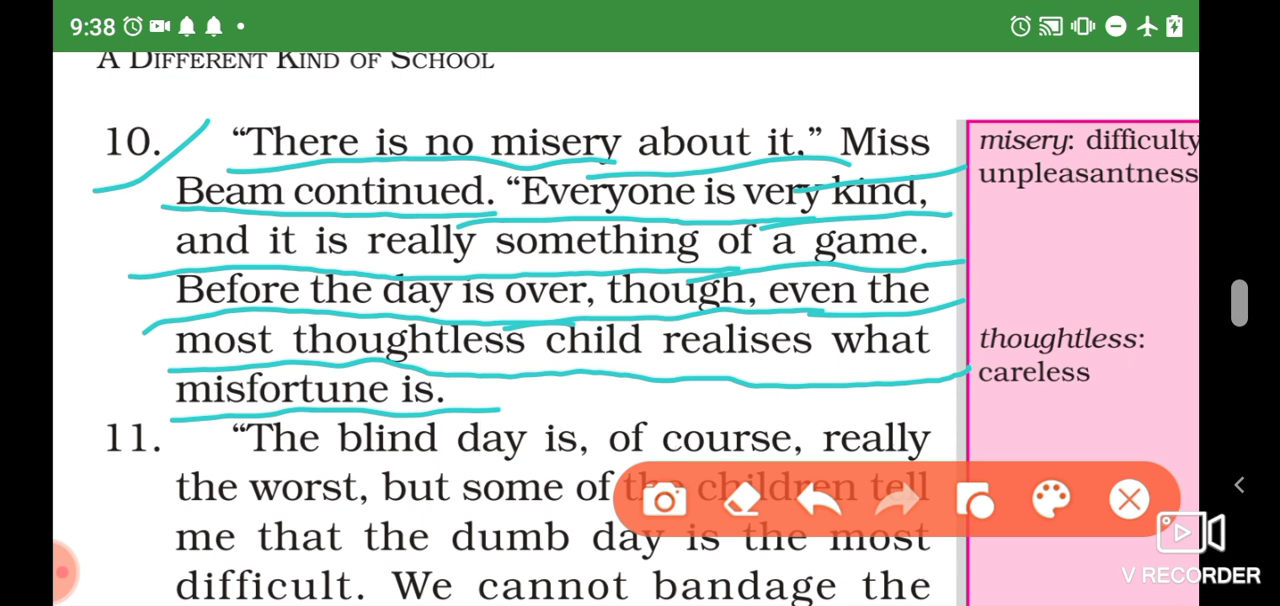 9:38
A DIFFERENT KIND OF SCHOOL
10. "There is no misery about it." Miss
Beam continued. "Everyone is very kind,
and it is really something of a game.
Before the day is over, though, even the
most thoughtless child realises what
misfortune is.
misery: difficulty
unpleasantness
thoughtless:
careless
11. "The blind day is, of course, really
the worst, but some of the children tell
me that the dumb day is the most
difficult. We cannot bandage the
V RECORDER